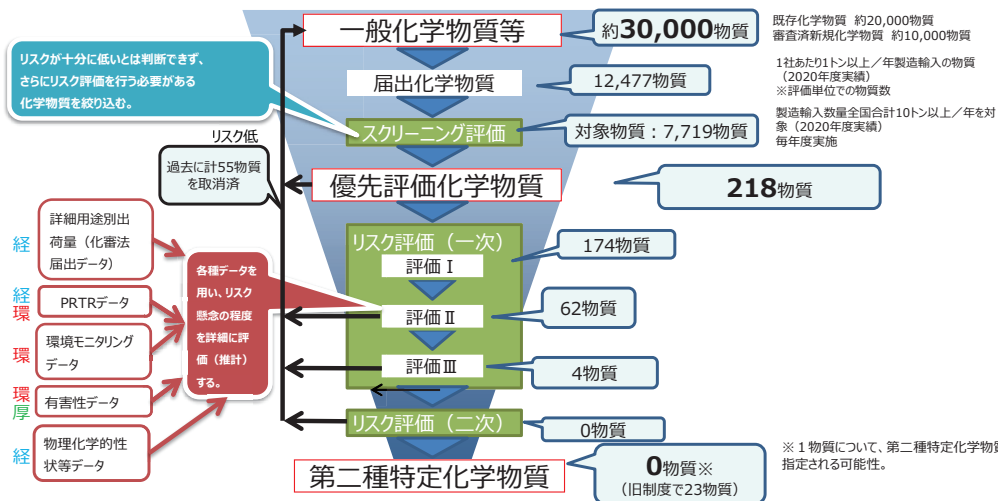 一般化学物質等
約30,000物質
既存化学物質 約20,000物質
審査済新規化学物質 約10,000物質
リスクが十分に低いとは判断できず、
さらにリスク評価を行う必要がある
化学物質を絞り込む。
届出化学物質
12,477物質
1社あたり1トン以上／年製造輸入の物質
（2020年度実績）
※評価単位での物質数
スクリーニング評価
対象物質：7,719物質
製造輸入数量全国合計10トン以上／年を対
象（2020年度実績）
毎年度実施
リスク低
過去に計55物質
を取消済
優先評価化学物質
218物質
リスク評価（一次）
評価Ⅰ
174物質
評価Ⅱ
62物質
評価Ⅲ
4物質
経
詳細用途別出
荷量（化審法
届出データ）
経
環
PRTRデータ
環
環境モニタリング
データ
環
厚
有害性データ
経
物理化学的性
状等データ
各種データを
用い、リスク
懸念の程度
を詳細に評
価（推計）
する。
リスク評価（二次）
0物質
第二種特定化学物質
0物質※
（旧制度で23物質）
※１物質について、第二種特定化学物質
指定される可能性。